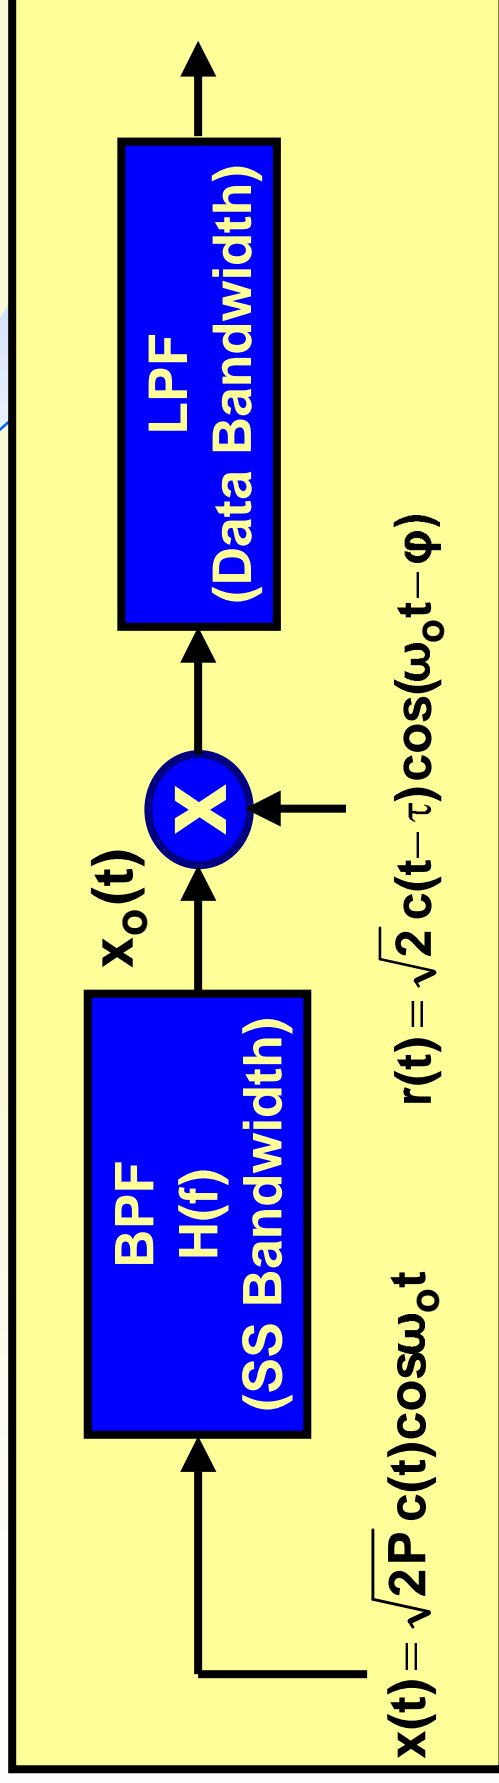 x(t) = √2P c(t)cosω₀t
BPF
H(f)
(SS Bandwidth)
x₀(t)
X
r(t) = √2 c(t − τ)cos(ω₀t − φ)
LPF
(Data Bandwidth)